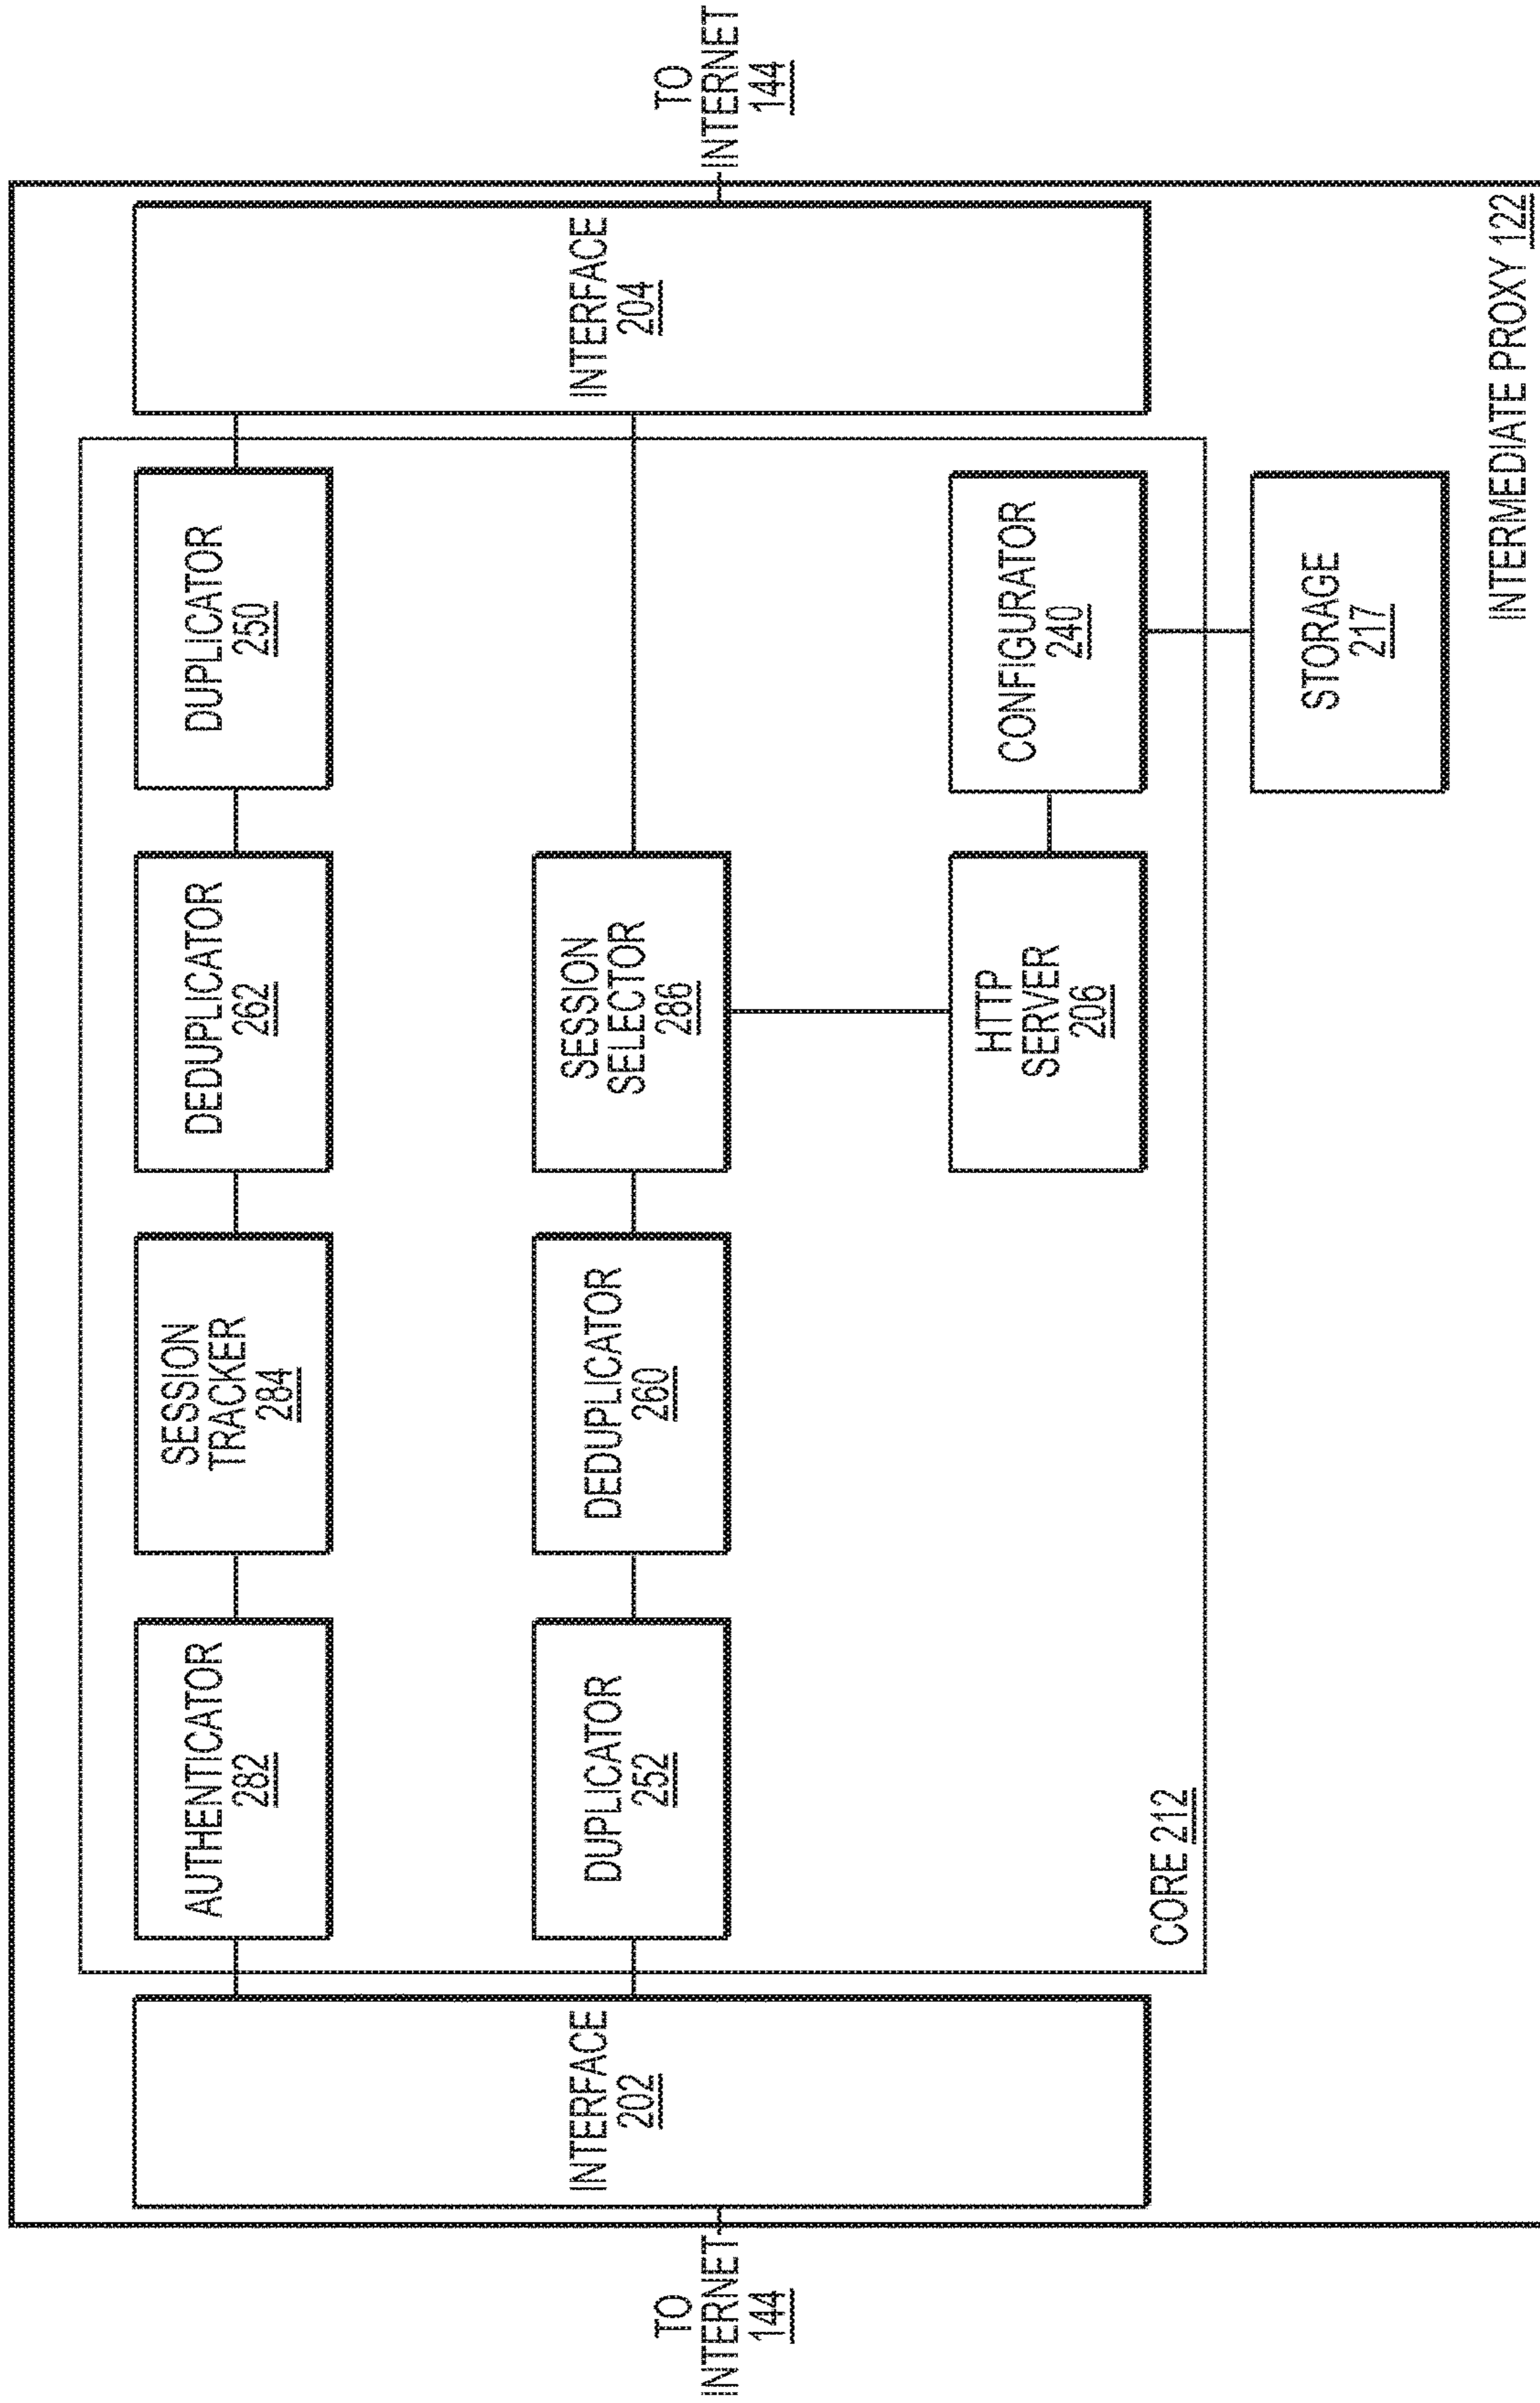 TO
INTERNET
144
INTERFACE
202
AUTHENTICATOR
282
SESSION
TRACKER
284
DEDUPLICATOR
262
DUPLICATOR
250
DUPLICATOR
252
DEDUPLICATOR
260
SESSION
SELECTOR
286
HTTP
SERVER
206
CONFIGURATOR
240
CORE 212
STORAGE
217
INTERFACE
204
TO
INTERNET
144
INTERMEDIATE PROXY 122